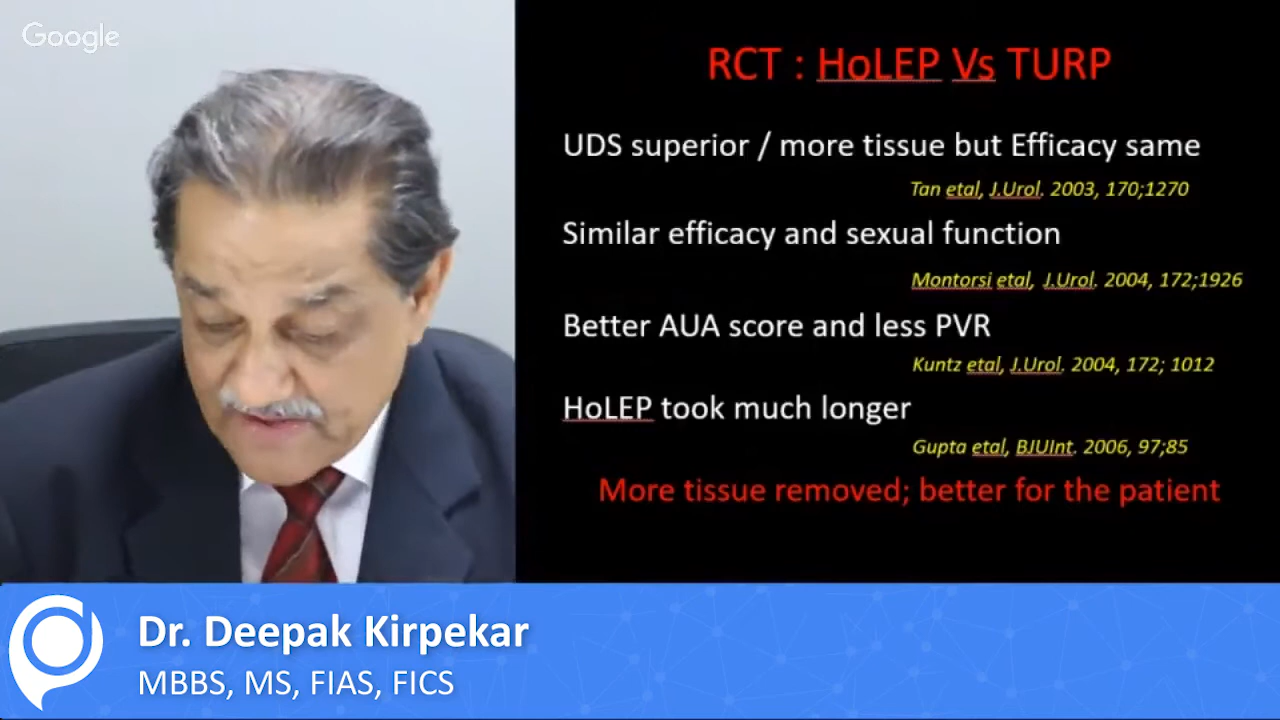 Google
RCT : HoLEP Vs TURP
UDS superior / more tissue but Efficacy same
Tan etal, J.Urol. 2003, 170;1270
Similar efficacy and sexual function
Montorsi etal, J.Urol. 2004, 172;1926
Better AUA score and less PVR
Kuntz etal, J.Urol. 2004, 172; 1012
HoLEP took much longer
Gupta etal, BJUInt. 2006, 97;85
More tissue removed; better for the patient
Dr. Deepak Kirpekar
MBBS, MS, FIAS, FICS